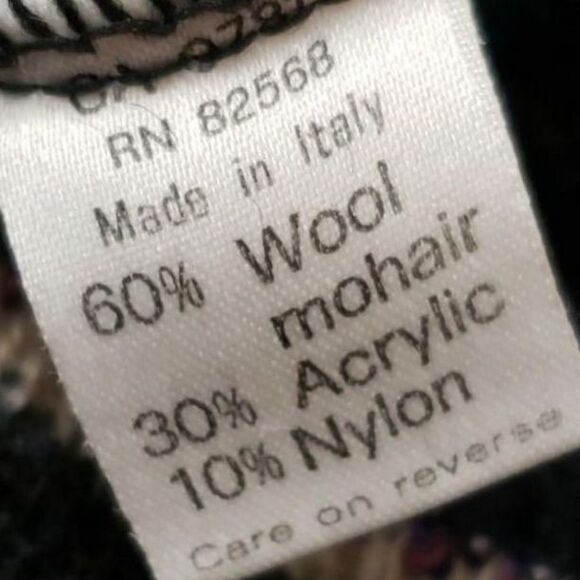 RN 82568
Made in Italy
60% Wool
mohair
30% Acrylic
10% Nylon
Care on reverse